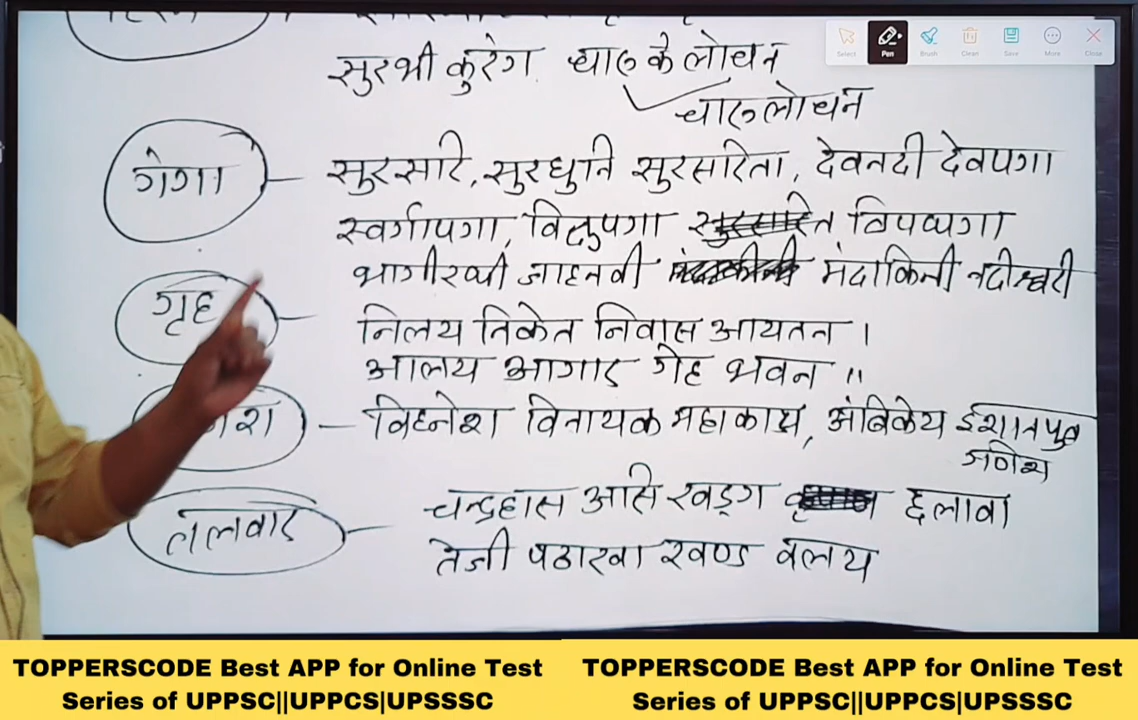 सुरभी कुरंग चारु के लोचन
चारुलोचन
गंगा - सुरसरि, सुरधुनि सुरसरिता, देवनदी देवपगा
स्वर्गापगा, विष्णुपगा त्रिपथगा
भागीरथी जाहनवी मंदाकिनी नदीश्वरी
गृह - निलय निकेत निवास आयतन ।
आलय आगार गेह भवन ॥
विघ्नेश विनायक महाकाय, अंबिकेय ईशानपुत्र
गणेश
तलवार - चन्द्रहास असि खड्ग छलावा
तेजी खण्ड वलय
Select Pen Brush Clean Save More Close
TOPPERSCODE Best APP for Online Test
Series of UPPSC||UPPCS|UPSSSC
TOPPERSCODE Best APP for Online Test
Series of UPPSC||UPPCS|UPSSSC